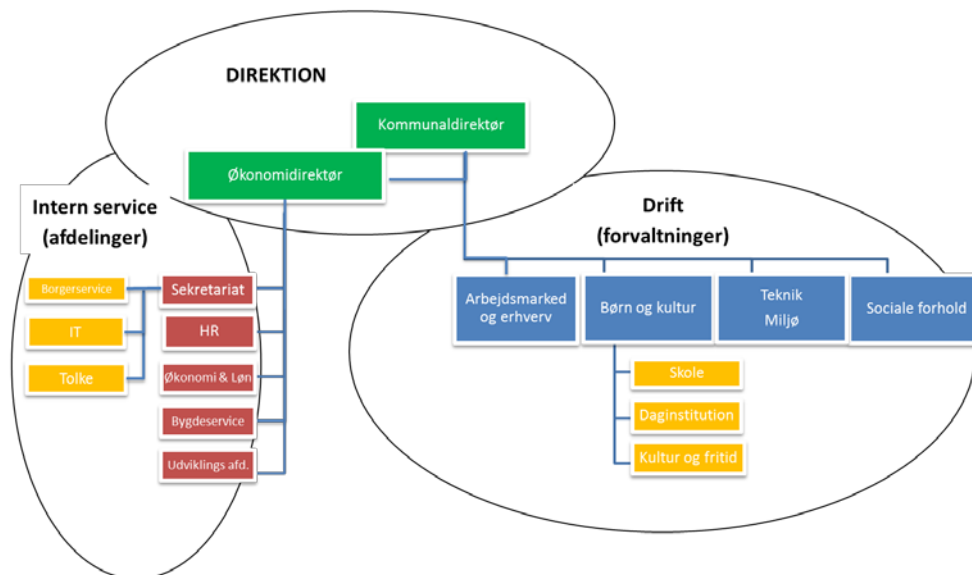 DIREKTION
Kommunaldirektør
Økonomidirektør
Intern service
(afdelinger)
Borgerservice
IT
Tolke
Sekretariat
HR
Økonomi & Løn
Bygdeservice
Udviklings afd.
Drift
(forvaltninger)
Arbejdsmarked
og erhverv
Børn og kultur
Teknik
Miljø
Sociale forhold
Skole
Daginstitution
Kultur og fritid